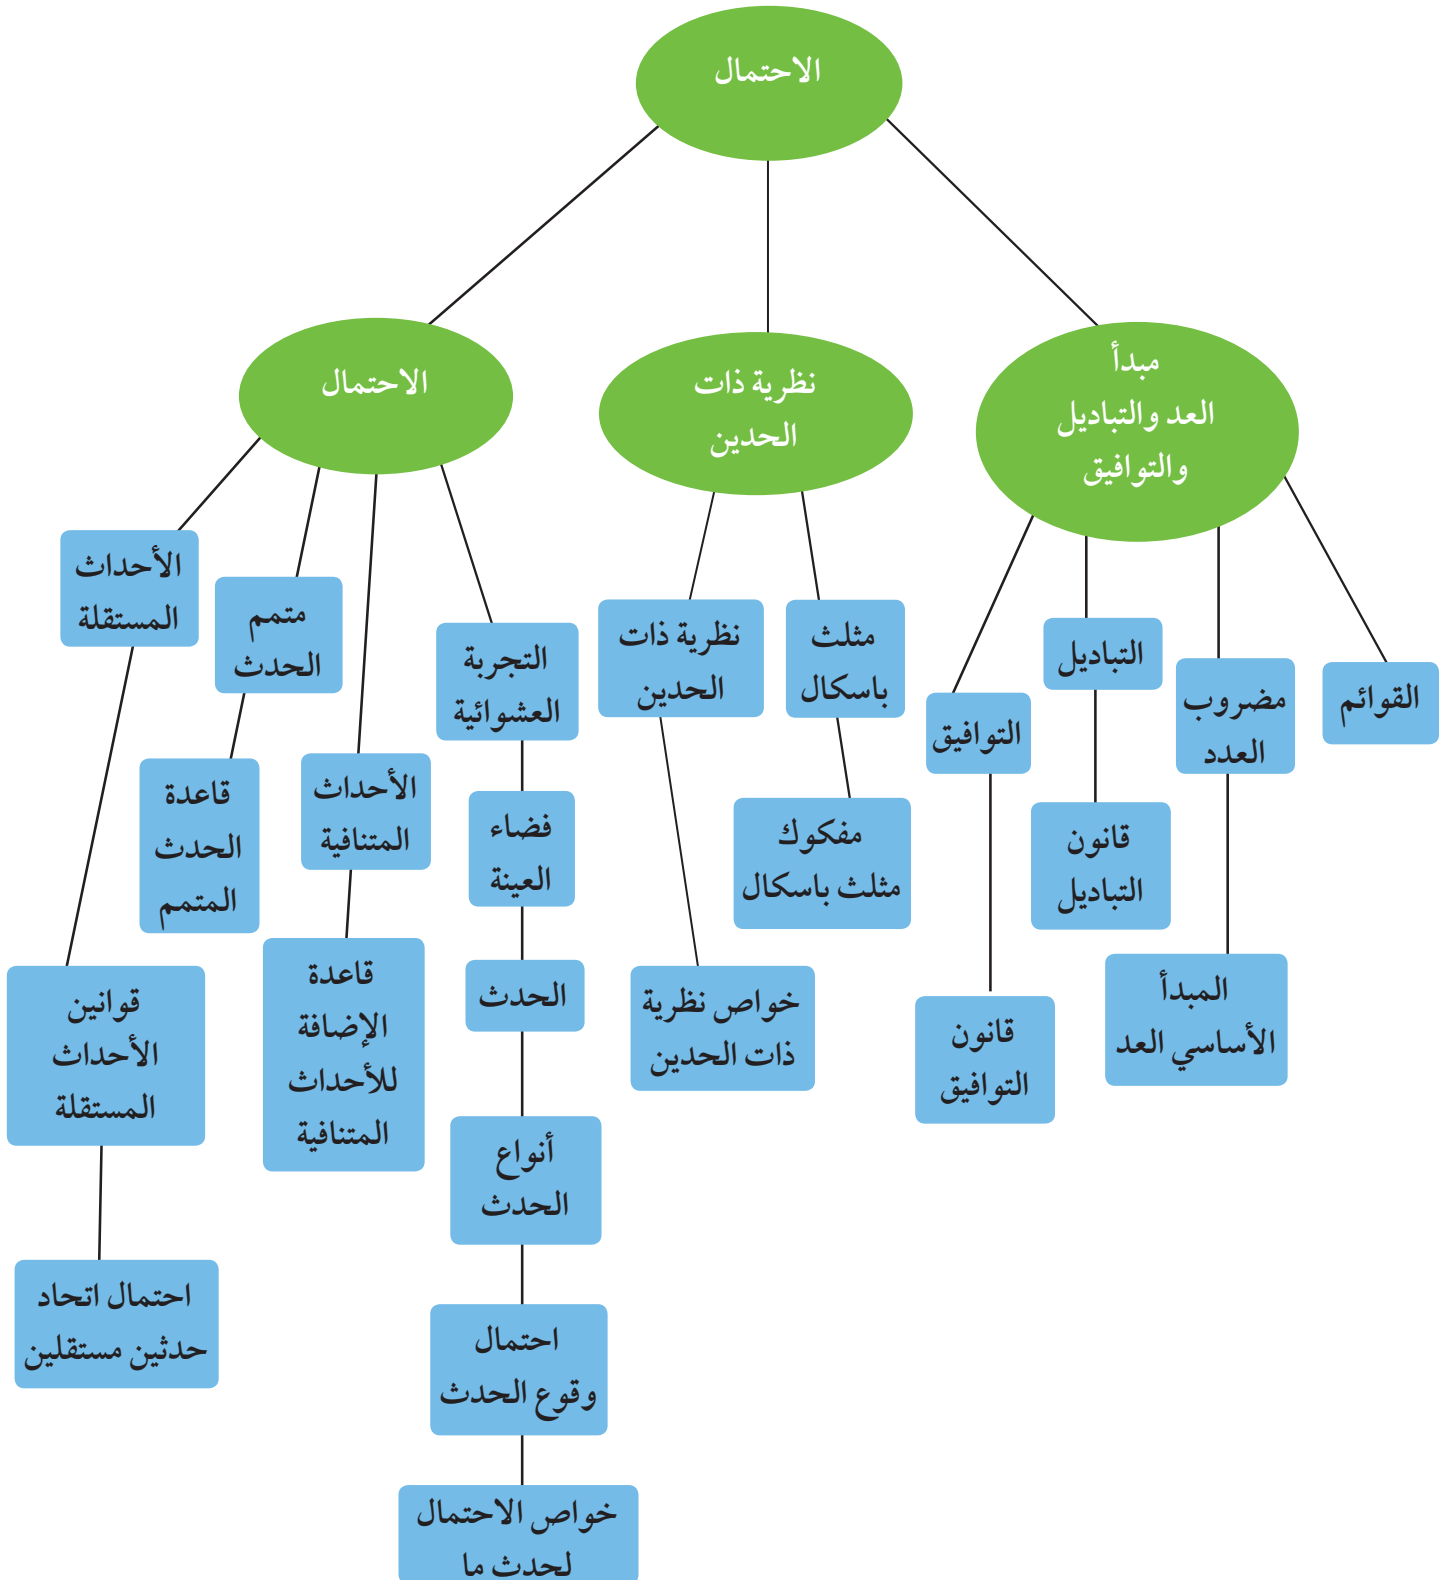 الاحتمال
مبدأ
العد والتباديل
والتوافيق
نظرية ذات
الحدين
الاحتمال
القوائم
مضروب
العدد
المبدأ
الأساسي العد
التباديل
قانون
التباديل
التوافيق
قانون
التوافيق
مثلث
باسكال
مفكوك
مثلث باسكال
نظرية ذات
الحدين
خواص نظرية
ذات الحدين
التجربة
العشوائية
فضاء
العينة
الحدث
أنواع
الحدث
احتمال
وقوع الحدث
خواص الاحتمال
لحدث ما
الأحداث
المتنافية
قاعدة
الإضافة
للأحداث
المتنافية
متمم
الحدث
قاعدة
الحدث
المتمم
الأحداث
المستقلة
قوانين
الأحداث
المستقلة
احتمال اتحاد
حدثين مستقلين